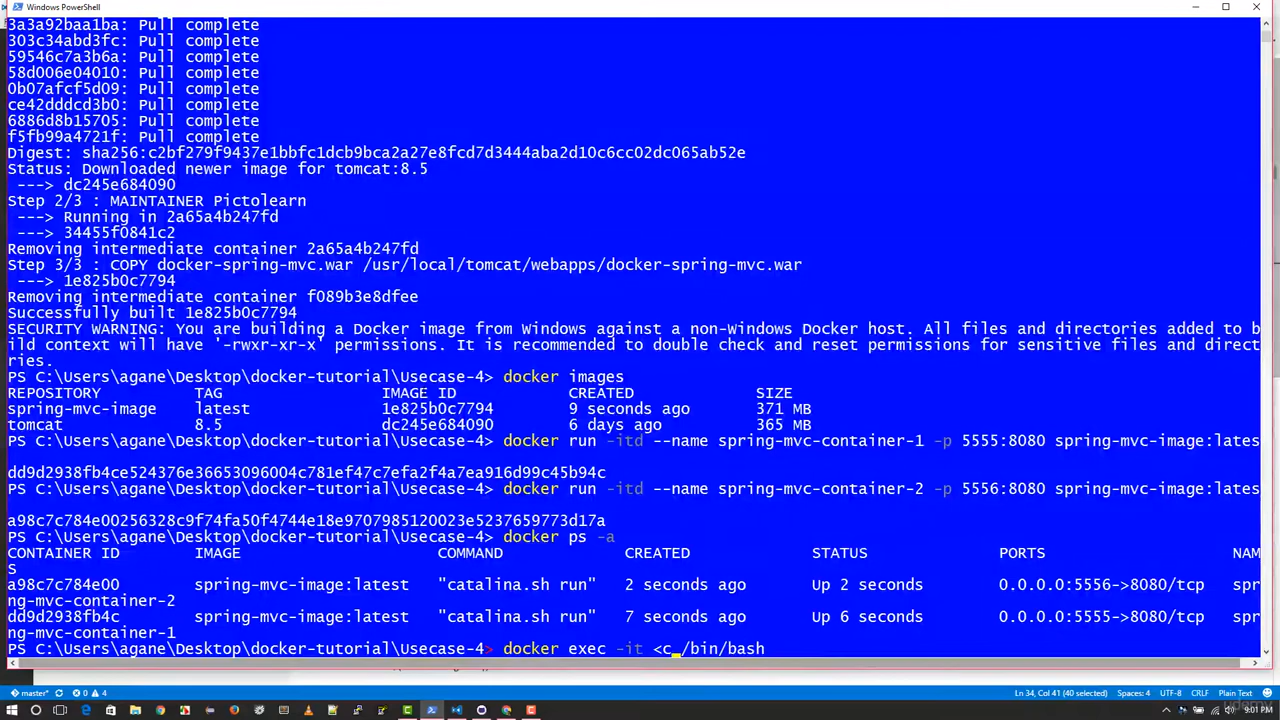 Windows PowerShell
3a3a92baa1ba: Pull complete
303c34abd3fc: Pull complete
59546c7a3b6a: Pull complete
58d006e04010: Pull complete
0b07afcf5d09: Pull complete
ce42dddcd3b0: Pull complete
6886d8b15705: Pull complete
f5fb99a4721f: Pull complete
Digest: sha256:c2bf279f9437e1bbfc1dcb9bca2a27e8fcd7d3444aba2d10c6cc02dc065ab52e
Status: Downloaded newer image for tomcat:8.5
 ---> dc245e684090
Step 2/3 : MAINTAINER Pictolearn
 ---> Running in 2a65a4b247fd
 ---> 34455f0841c2
Removing intermediate container 2a65a4b247fd
Step 3/3 : COPY docker-spring-mvc.war /usr/local/tomcat/webapps/docker-spring-mvc.war
 ---> 1e825b0c7794
Removing intermediate container f089b3e8dfee
Successfully built 1e825b0c7794
SECURITY WARNING: You are building a Docker image from Windows against a non-Windows Docker host. All files and directories added to b
ild context will have '-rwxr-xr-x' permissions. It is recommended to double check and reset permissions for sensitive files and direct
ries.
PS C:\Users\agane\Desktop\docker-tutorial\Usecase-4> docker images
REPOSITORY TAG IMAGE ID CREATED SIZE
spring-mvc-image latest 1e825b0c7794 9 seconds ago 371 MB
tomcat 8.5 dc245e684090 6 days ago 365 MB
PS C:\Users\agane\Desktop\docker-tutorial\Usecase-4> docker run -itd --name spring-mvc-container-1 -p 5555:8080 spring-mvc-image:lates
dd9d2938fb4ce524376e36653096004c781ef47c7efa2f4a7ea916d99c45b94c
PS C:\Users\agane\Desktop\docker-tutorial\Usecase-4> docker run -itd --name spring-mvc-container-2 -p 5556:8080 spring-mvc-image:lates
a98c7c784e00256328c9f74fa50f4744e18e9707985120023e5237659773d17a
PS C:\Users\agane\Desktop\docker-tutorial\Usecase-4> docker ps -a
CONTAINER ID IMAGE COMMAND CREATED STATUS PORTS NAM
S
a98c7c784e00 spring-mvc-image:latest "catalina.sh run" 2 seconds ago Up 2 seconds 0.0.0.0:5556->8080/tcp spr
ng-mvc-container-2
dd9d2938fb4c spring-mvc-image:latest "catalina.sh run" 7 seconds ago Up 6 seconds 0.0.0.0:5555->8080/tcp spr
ng-mvc-container-1
PS C:\Users\agane\Desktop\docker-tutorial\Usecase-4> docker exec -it <c_/bin/bash
master* 0 4 Ln 34, Col 41 (40 selected) Spaces: 4 UTF-8 CRLF Plain Text
9:01 PM
udemy